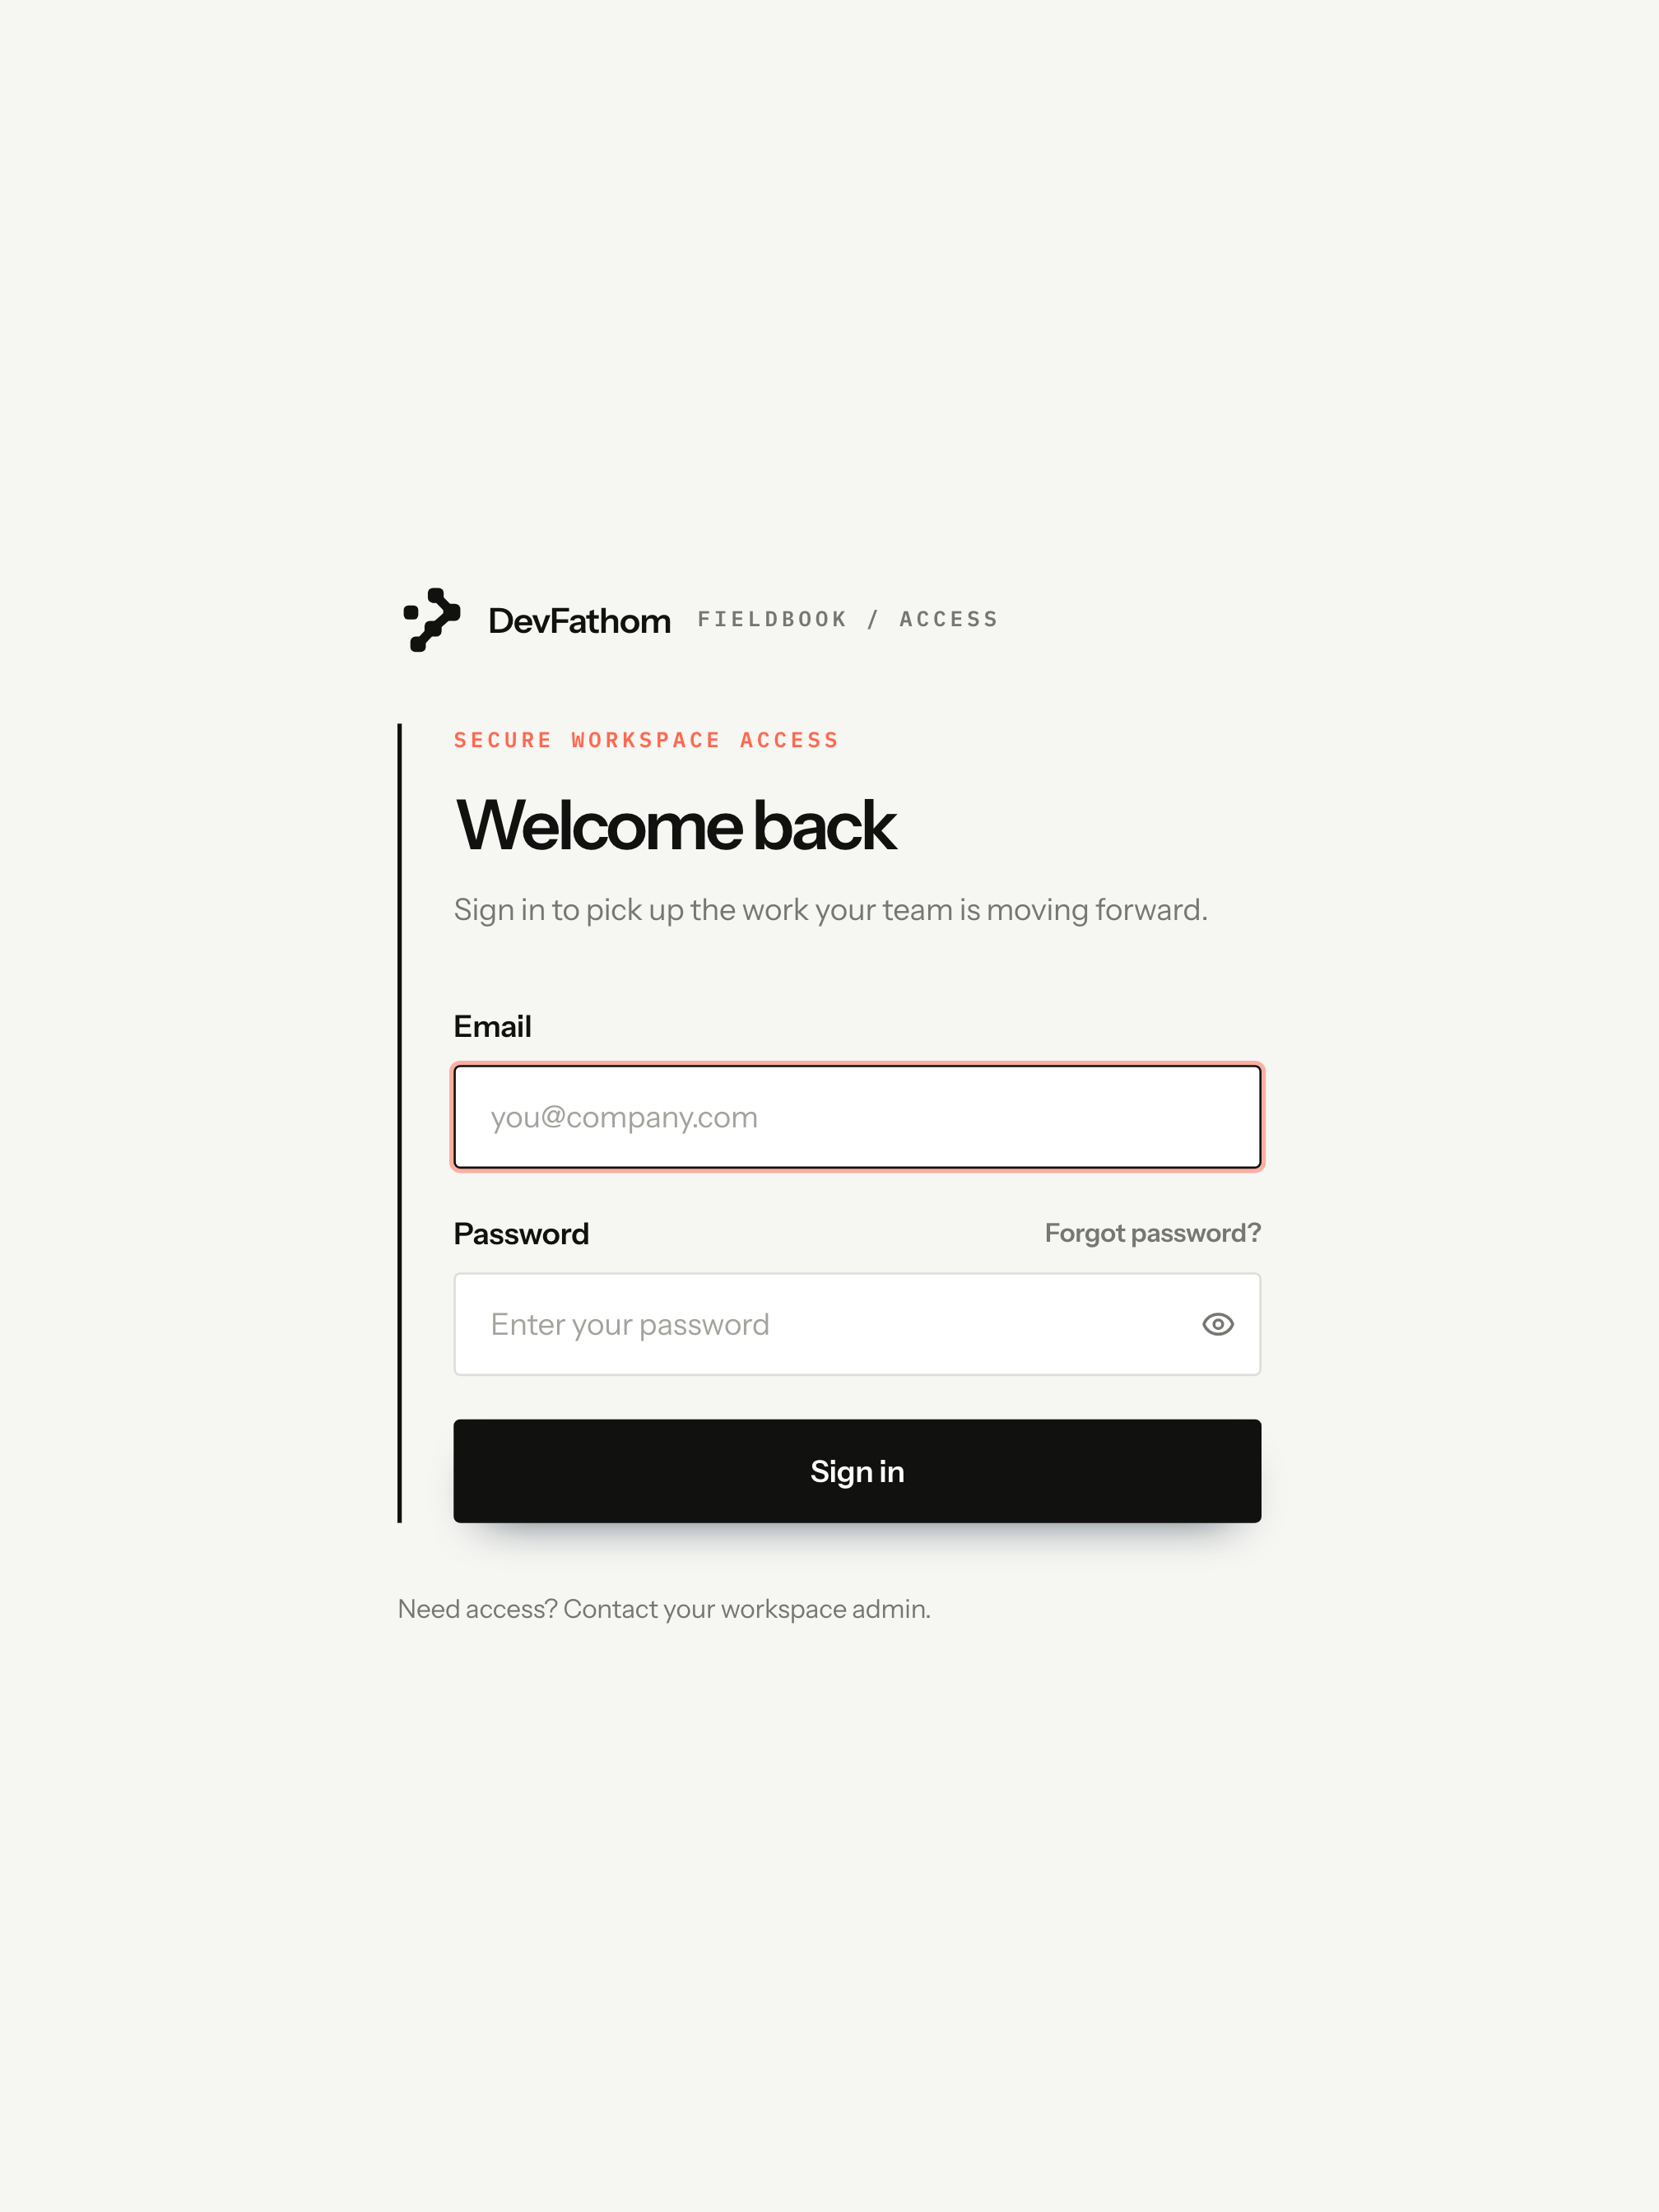 DevFathom FIELDBOOK / ACCESS
SECURE WORKSPACE ACCESS
Welcome back
Sign in to pick up the work your team is moving forward.
Email
you@company.com
Password Forgot password?
Enter your password
Sign in
Need access? Contact your workspace admin.